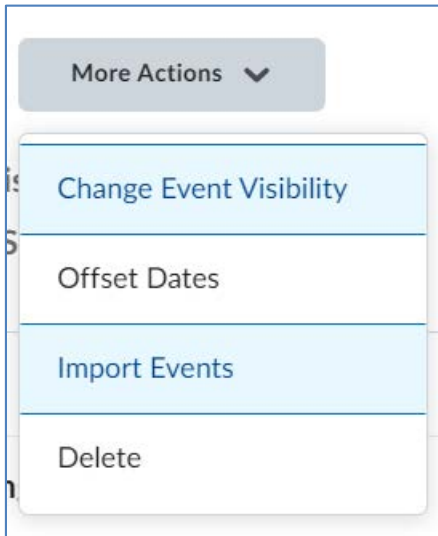 More Actions
Change Event Visibility
Offset Dates
Import Events
Delete